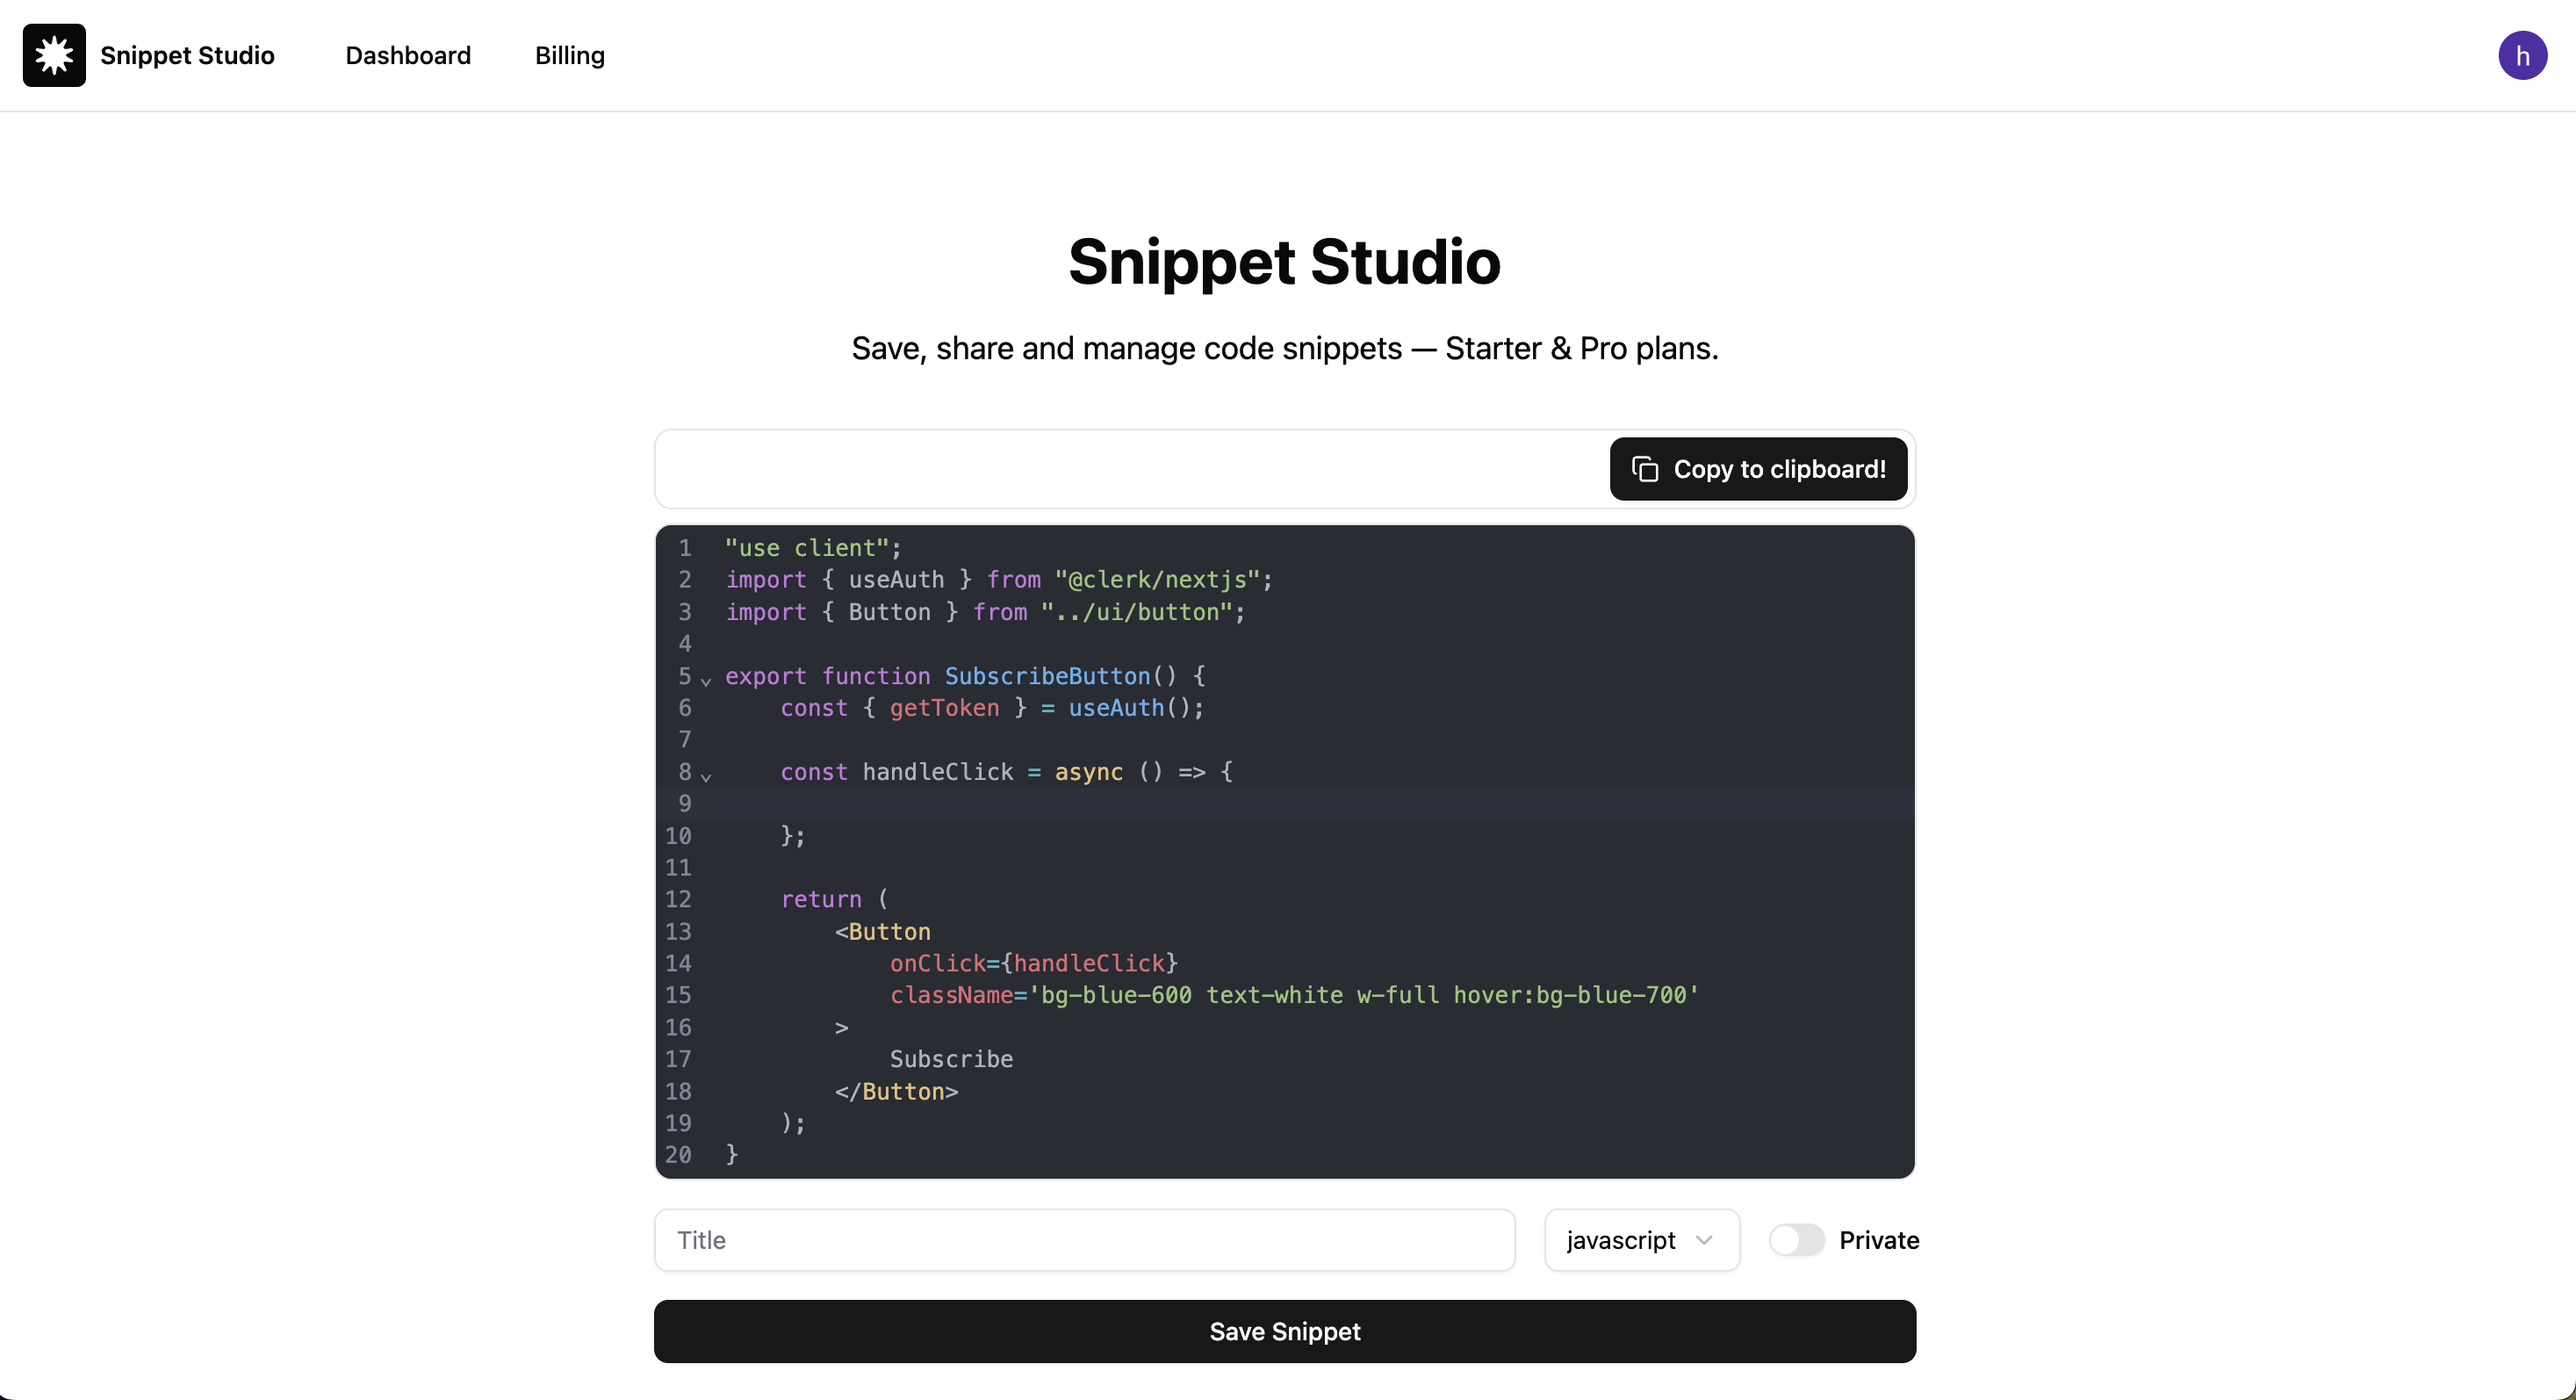 Snippet Studio Dashboard Billing h
Snippet Studio
Save, share and manage code snippets — Starter & Pro plans.
Copy to clipboard!
1 "use client";
2 import { useAuth } from "@clerk/nextjs";
3 import { Button } from "../ui/button";
4
5 export function SubscribeButton() {
6     const { getToken } = useAuth();
7
8     const handleClick = async () => {
9
10     };
11
12     return (
13         <Button
14             onClick={handleClick}
15             className='bg-blue-600 text-white w-full hover:bg-blue-700'
16         >
17             Subscribe
18         </Button>
19     );
20 }
Title javascript Private
Save Snippet